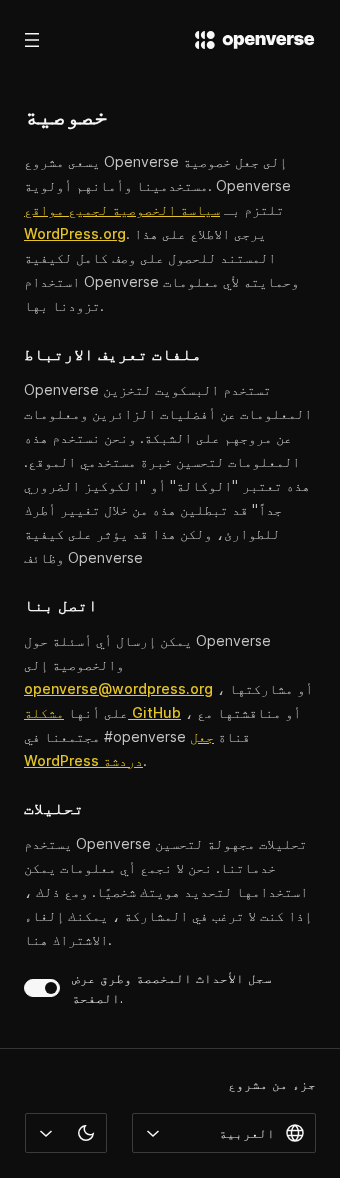 openverse
خصوصية
يسعى مشروع Openverse إلى جعل خصوصية
مستخدمينا وأمانهم أولوية. Openverse
تلتزم بـ سياسة الخصوصية لجميع مواقع
WordPress.org. يرجى الاطلاع على هذا
المستند للحصول على وصف كامل لكيفية
استخدام Openverse وحمايته لأي معلومات
تزودنا بها.
ملفات تعريف الارتباط
Openverse تستخدم البسكويت لتخزين
المعلومات عن أفضليات الزائرين ومعلومات
عن مروجهم على الشبكة. ونحن نستخدم هذه
المعلومات لتحسين خبرة مستخدمي الموقع.
هذه تعتبر "الوكالة" أو "الكوكيز الضروري
جداً" قد تبطلين هذه من خلال تغيير أطرك
للطوارئ، ولكن هذا قد يؤثر على كيفية
وظائف Openverse
اتصل بنا
يمكن إرسال أي أسئلة حول Openverse
والخصوصية إلى
openverse@wordpress.org ، أو مشاركتها
على أنها مشكلة GitHub ، أو مناقشتها مع
مجتمعنا في #openverse قناة جعل
WordPress دردشة.
تحليلات
يستخدم Openverse تحليلات مجهولة لتحسين
خدماتنا. نحن لا نجمع أي معلومات يمكن
استخدامها لتحديد هويتك شخصيًا. ومع ذلك ،
إذا كنت لا ترغب في المشاركة ، يمكنك إلغاء
الاشتراك هنا.
سجل الأحداث المخصصة وطرق عرض
الصفحة.
جزء من مشروع
العربية